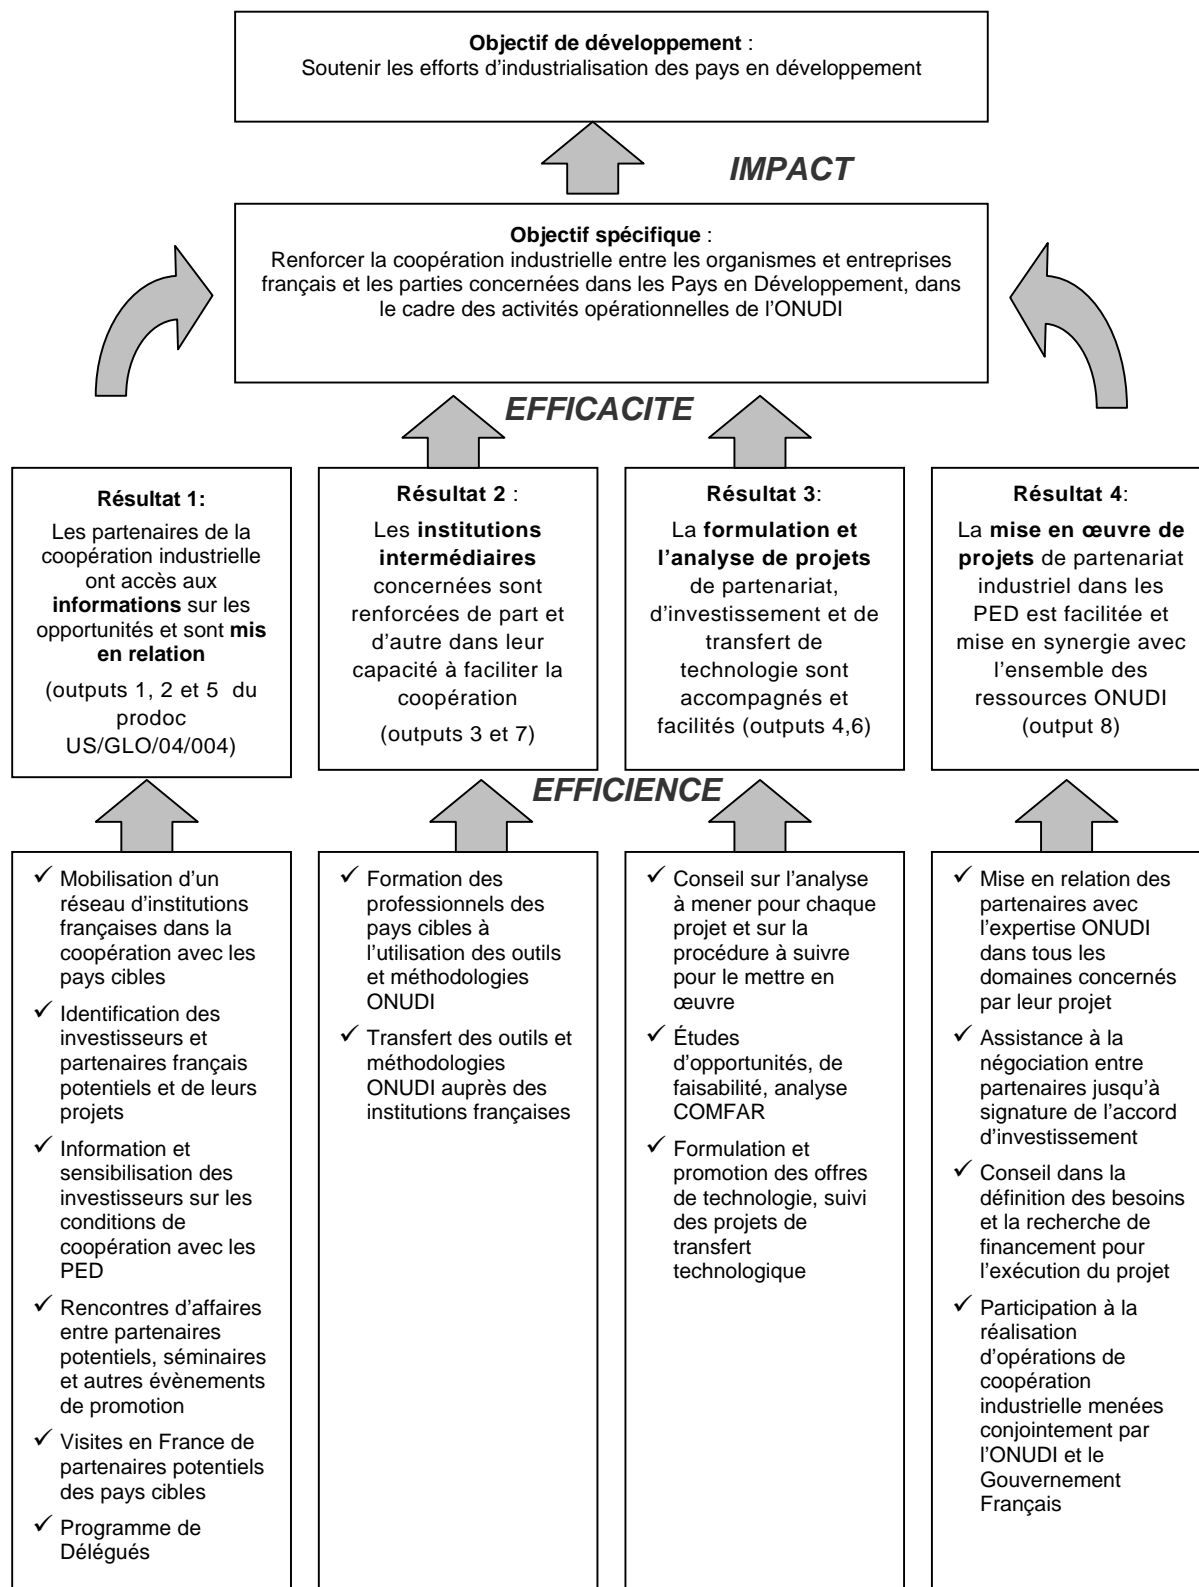 Objectif de développement :
Soutenir les efforts d'industrialisation des pays en développement
IMPACT
Objectif spécifique :
Renforcer la coopération industrielle entre les organismes et entreprises
français et les parties concernées dans les Pays en Développement, dans
le cadre des activités opérationnelles de l'ONUDI
EFFICACITE
Résultat 1:
Les partenaires de la
coopération industrielle
ont accès aux
informations sur les
opportunités et sont mis
en relation
(outputs 1, 2 et 5 du
prodoc
US/GLO/04/004)
Résultat 2 :
Les institutions
intermédiaires
concernées sont
renforcées de part et
d'autre dans leur
capacité à faciliter la
coopération
(outputs 3 et 7)
Résultat 3:
La formulation et
l'analyse de projets
de partenariat,
d'investissement et de
transfert de
technologie sont
accompagnés et
facilités (outputs 4,6)
Résultat 4:
La mise en œuvre de
projets de partenariat
industriel dans les
PED est facilitée et
mise en synergie avec
l'ensemble des
ressources ONUDI
(output 8)
EFFICIENCE
✓ Mobilisation d'un
réseau d'institutions
françaises dans la
coopération avec les
pays cibles
✓ Identification des
investisseurs et
partenaires français
potentiels et de leurs
projets
✓ Information et
sensibilisation des
investisseurs sur les
conditions de
coopération avec les
PED
✓ Rencontres d'affaires
entre partenaires
potentiels, séminaires
et autres évènements
de promotion
✓ Visites en France de
partenaires potentiels
des pays cibles
✓ Programme de
Délégués
✓ Formation des
professionnels des
pays cibles à
l'utilisation des outils
et méthodologies
ONUDI
✓ Transfert des outils et
méthodologies
ONUDI auprès des
institutions françaises
✓ Conseil sur l'analyse
à mener pour chaque
projet et sur la
procédure à suivre
pour le mettre en
œuvre
✓ Études
d'opportunités, de
faisabilité, analyse
COMFAR
✓ Formulation et
promotion des offres
de technologie, suivi
des projets de
transfert
technologique
✓ Mise en relation des
partenaires avec
l'expertise ONUDI
dans tous les
domaines concernés
par leur projet
✓ Assistance à la
négociation entre
partenaires jusqu'à
signature de l'accord
d'investissement
✓ Conseil dans la
définition des besoins
et la recherche de
financement pour
l'exécution du projet
✓ Participation à la
réalisation
d'opérations de
coopération
industrielle menées
conjointement par
l'ONUDI et le
Gouvernement
Français